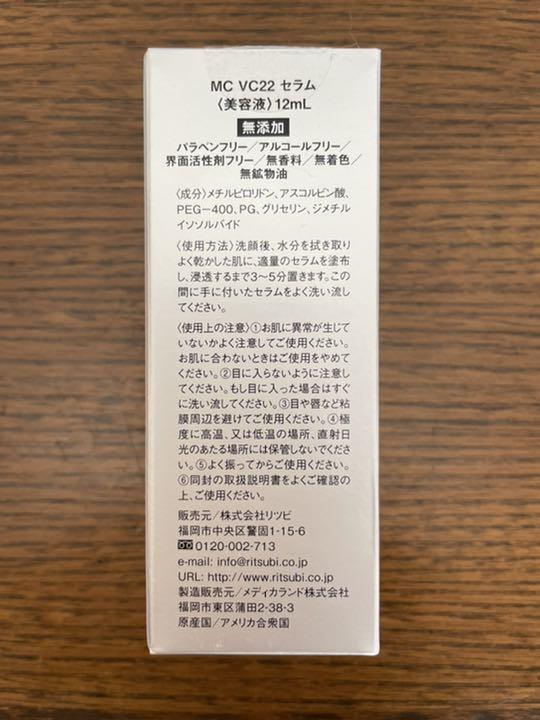 MC VC22 セラム
〈美容液〉12mL
無添加
パラベンフリー／アルコールフリー／
界面活性剤フリー／無香料／無着色／
無鉱物油
〈成分〉メチルピロリドン、アスコルビン酸、
PEG－400、PG、グリセリン、ジメチル
イソソルバイド
〈使用方法〉洗顔後、水分を拭き取り
よく乾かした肌に、適量のセラムを塗布
し、浸透するまで3～5分置きます。この
間に手に付いたセラムをよく洗い流し
てください。
〈使用上の注意〉①お肌に異常が生じて
いないかよく注意してご使用ください。
お肌に合わないときはご使用をやめて
ください。②目に入らないように注意し
てください。もし目に入った場合はすぐ
に洗い流してください。③目や唇など粘
膜周辺を避けてご使用ください。④極
度に高温、又は低温の場所、直射日
光のあたる場所には保管しないでくださ
い。⑤よく振ってからご使用ください。
⑥同封の取扱説明書をよくご確認の
上、ご使用ください。
販売元／株式会社リツビ
福岡市中央区警固1-15-6
0120-002-713
e-mail: info@ritsubi.co.jp
URL: http://www.ritsubi.co.jp
製造販売元／メディカランド株式会社
福岡市東区蒲田2-38-3
原産国／アメリカ合衆国